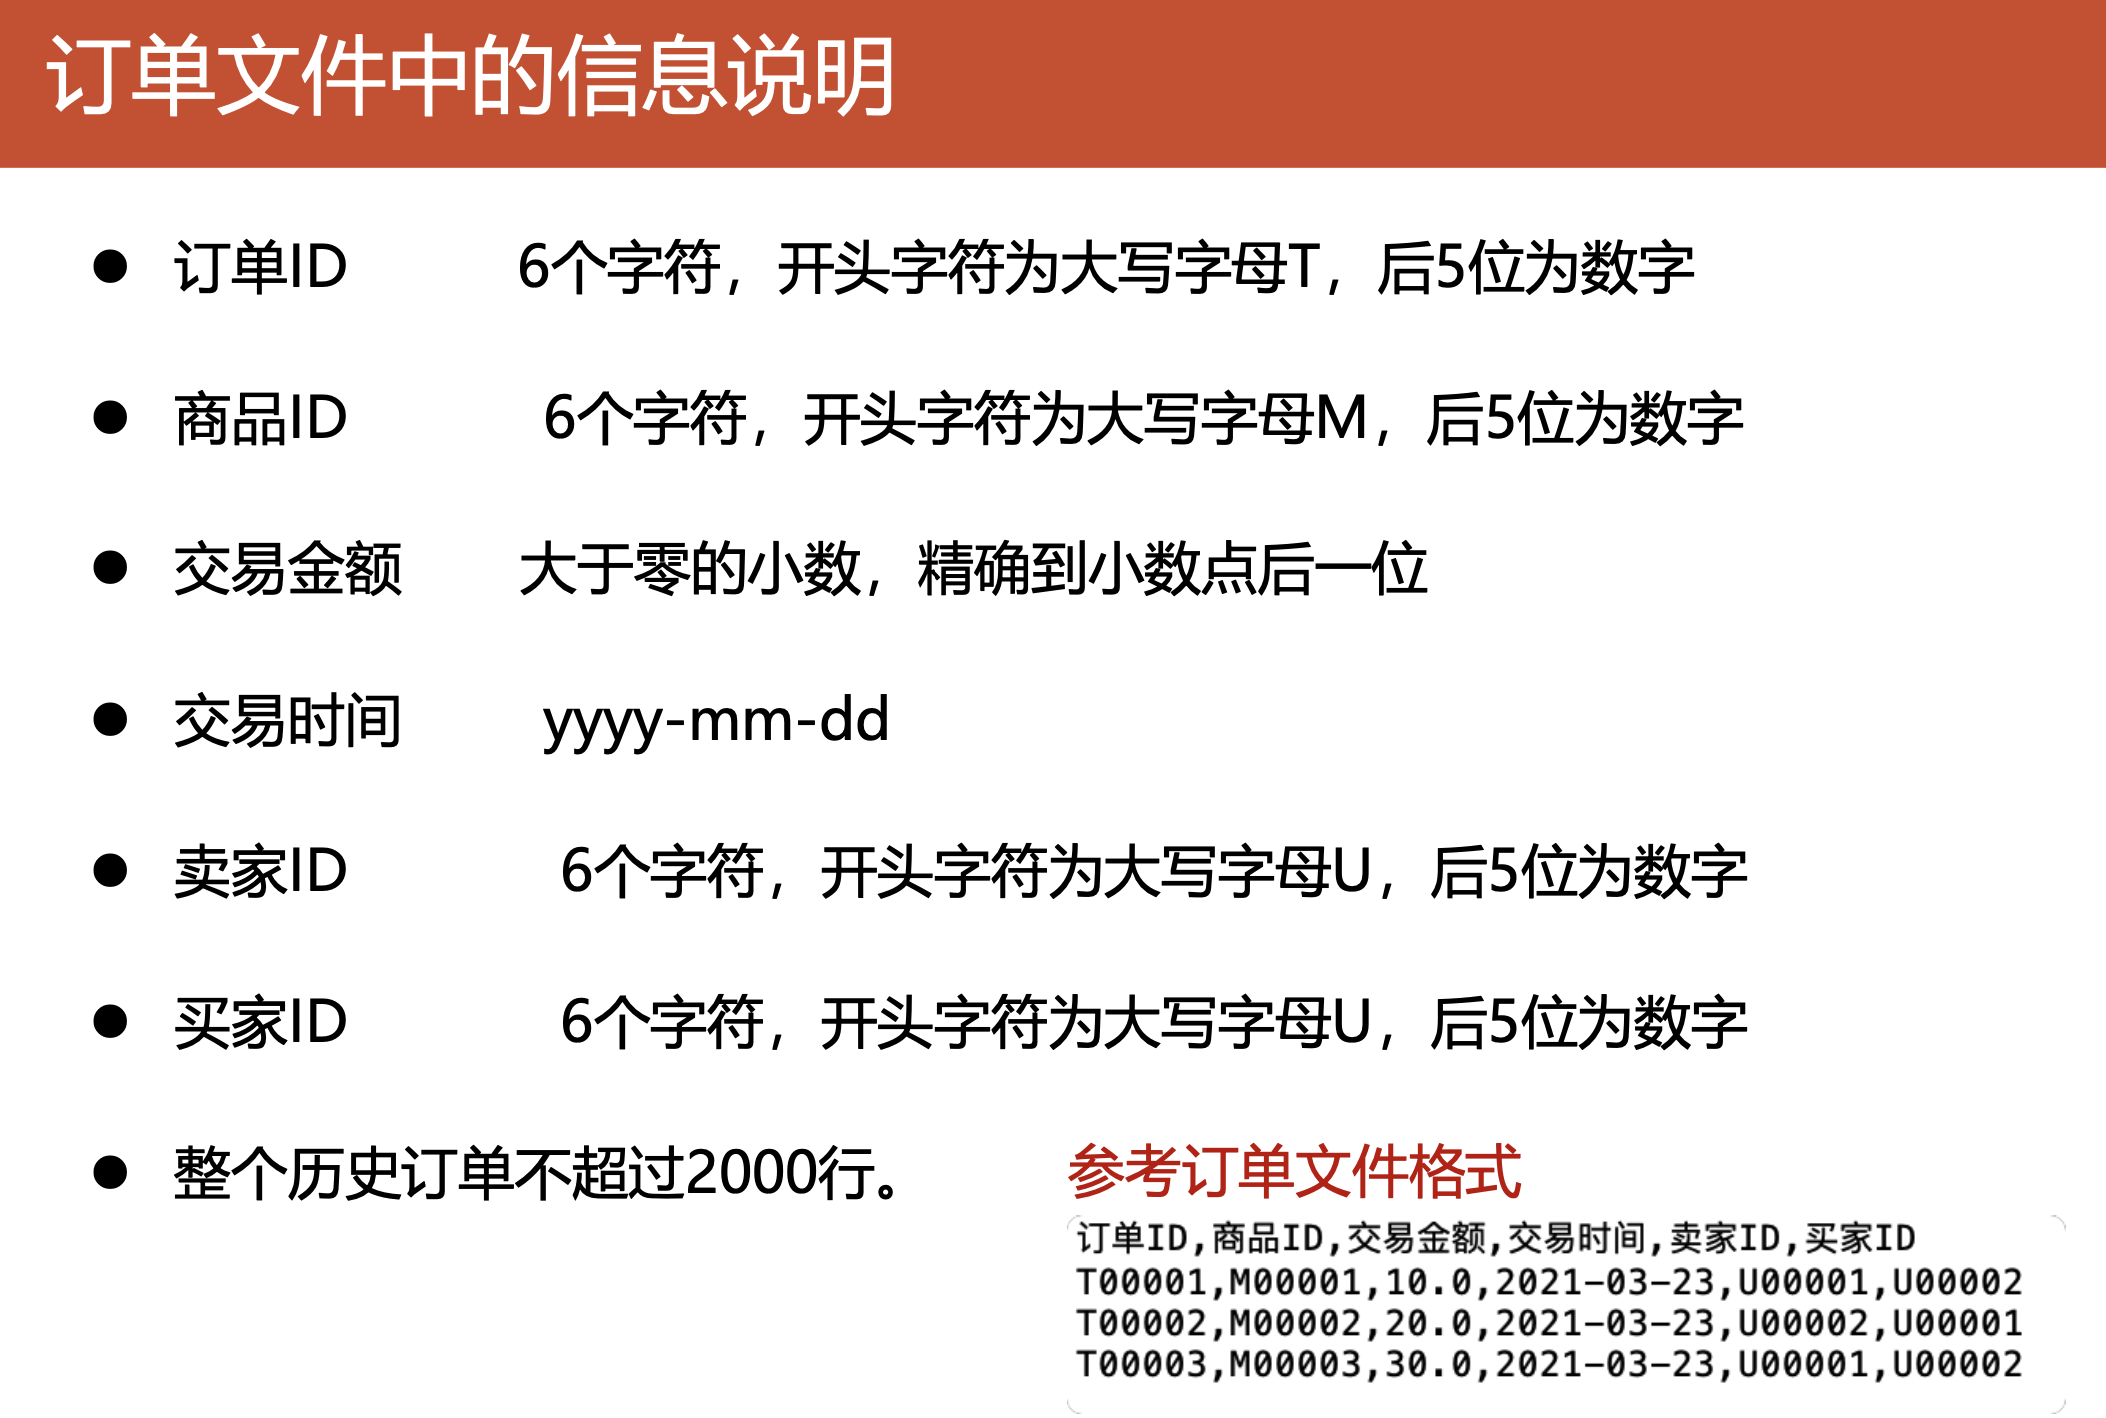 订单文件中的信息说明
● 订单ID 6个字符，开头字符为大写字母T，后5位为数字
● 商品ID 6个字符，开头字符为大写字母M，后5位为数字
● 交易金额 大于零的小数，精确到小数点后一位
● 交易时间 yyyy-mm-dd
● 卖家ID 6个字符，开头字符为大写字母U，后5位为数字
● 买家ID 6个字符，开头字符为大写字母U，后5位为数字
● 整个历史订单不超过2000行。
参考订单文件格式
订单ID,商品ID,交易金额,交易时间,卖家ID,买家ID
T00001,M00001,10.0,2021-03-23,U00001,U00002
T00002,M00002,20.0,2021-03-23,U00002,U00001
T00003,M00003,30.0,2021-03-23,U00001,U00002